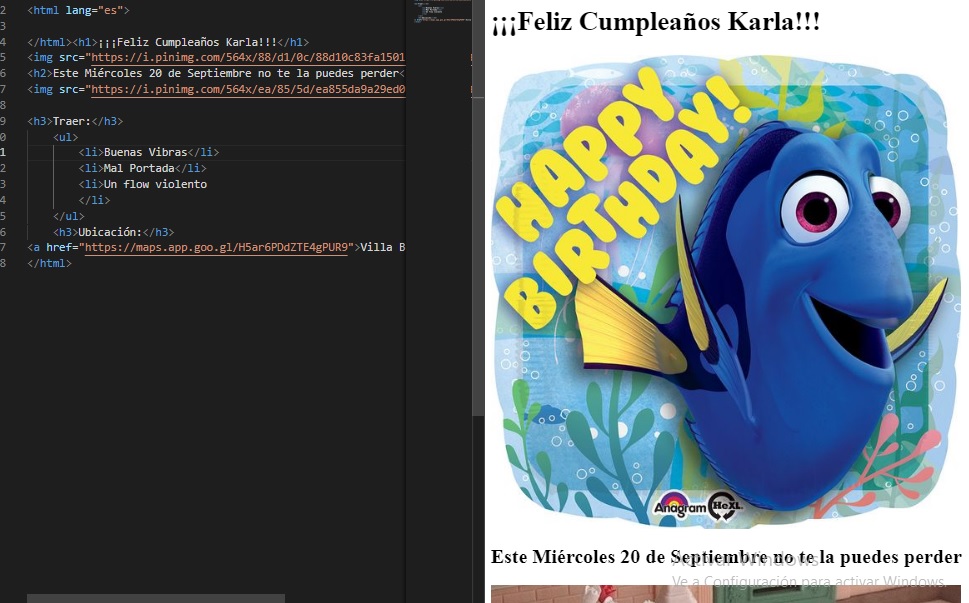 2 <html lang="es">
3
4 </html><h1>¡¡¡Feliz Cumpleaños Karla!!!</h1>
5 <img src="https://i.pinimg.com/564x/88/d1/0c/88d10c83fa1501
6 <h2>Este Miércoles 20 de Septiembre no te la puedes perder<
7 <img src="https://i.pinimg.com/564x/ea/85/5d/ea855da9a29ed0
8
9 <h3>Traer:</h3>
0 <ul>
1 <li>Buenas Vibras</li>
2 <li>Mal Portada</li>
3 <li>Un flow violento
4 </li>
5 </ul>
6 <h3>Ubicación:</h3>
7 <a href="https://maps.app.goo.gl/H5ar6PDdZTE4gPUR9">Villa B
8 </html>
¡¡¡Feliz Cumpleaños Karla!!!
HAPPY
BIRTHDAY!
Anagram HeXL
Este Miércoles 20 de Septiembre no te la puedes perder
Activar Windows
Ve a Configuración para activar Windows.